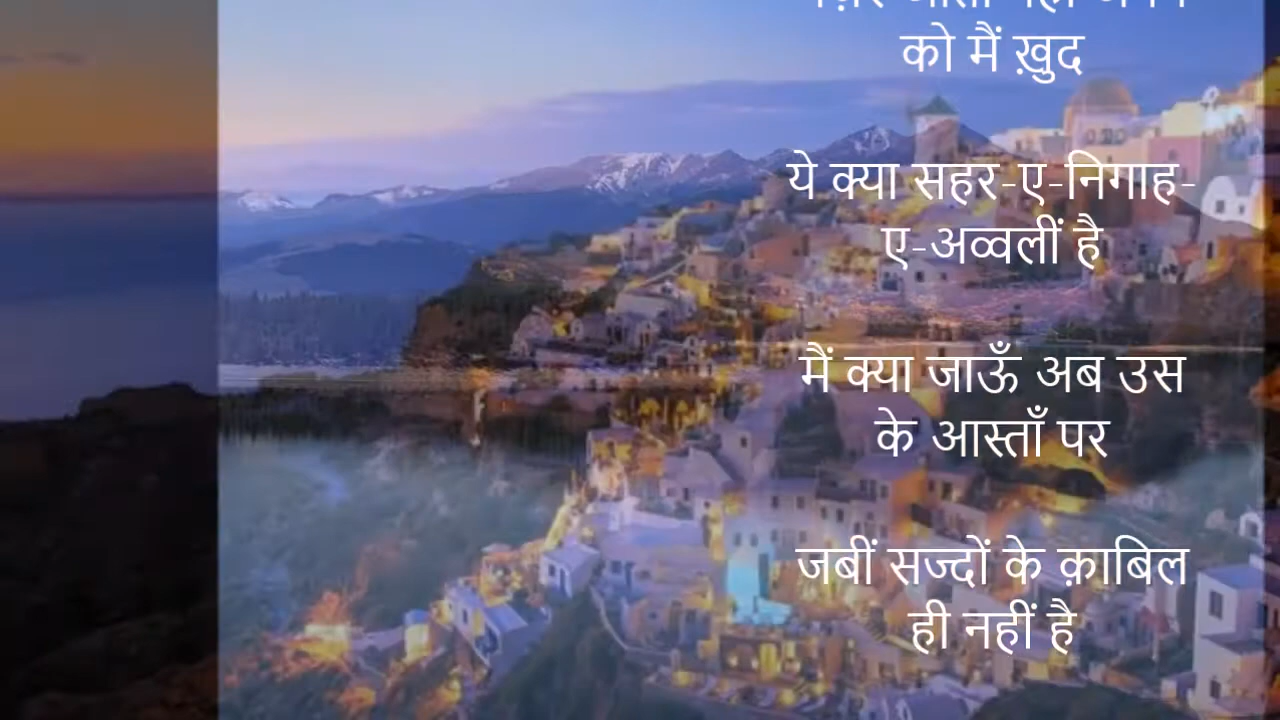 को मैं ख़ुद
ये क्या सहर-ए-निगाह-
ए-अव्वलीं है
मैं क्या जाऊँ अब उस
के आस्ताँ पर
जबीं सज्दों के क़ाबिल
ही नहीं है